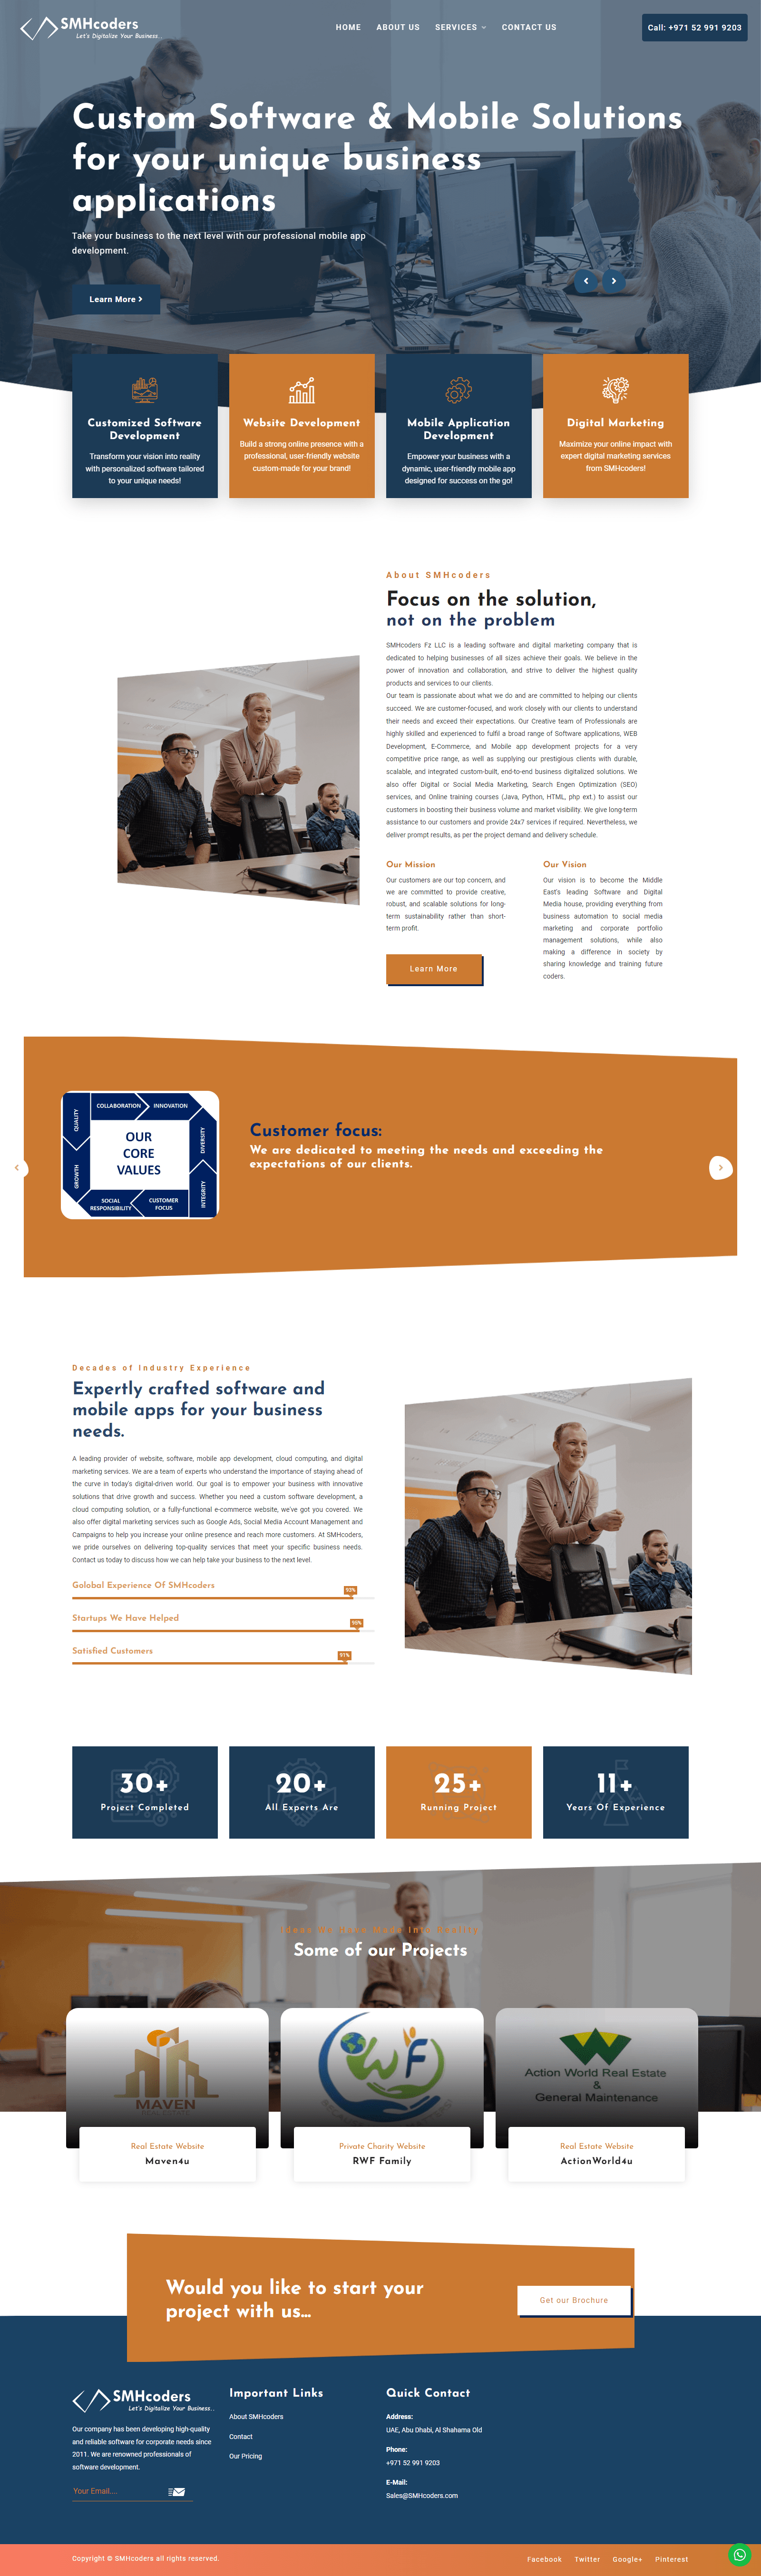 SMHcoders
Let's Digitalize Your Business...
HOME
ABOUT US
SERVICES
CONTACT US
Call: +971 52 991 9203
Custom Software & Mobile Solutions
for your unique business
applications
Take your business to the next level with our professional mobile app
development.
Learn More
Customized Software
Development
Transform your vision into reality
with personalized software tailored
to your unique needs!
Website Development
Build a strong online presence with a
professional, user-friendly website
custom-made for your brand!
Mobile Application
Development
Empower your business with a
dynamic, user-friendly mobile app
designed for success on the go!
Digital Marketing
Maximize your online impact with
expert digital marketing services
from SMHcoders!
About SMHcoders
Focus on the solution,
not on the problem
SMHcoders Fz LLC is a leading software and digital marketing company that is
dedicated to helping businesses of all sizes achieve their goals. We believe in the
power of innovation and collaboration, and strive to deliver the highest quality
products and services to our clients.
Our team is passionate about what we do and are committed to helping our clients
succeed. We are customer-focused, and work closely with our clients to understand
their needs and exceed their expectations. Our Creative team of Professionals are
highly skilled and experienced to fulfil a broad range of Software applications, WEB
Development, E-Commerce, and Mobile app development projects for a very
competitive price range, as well as supplying our prestigious clients with durable,
scalable, and integrated custom-built, end-to-end business digitalized solutions. We
also offer Digital or Social Media Marketing, Search Engen Optimization (SEO)
services, and Online training courses (Java, Python, HTML, php ext.) to assist our
customers in boosting their business volume and market visibility. We give long-term
assistance to our customers and provide 24x7 services if required. Nevertheless, we
deliver prompt results, as per the project demand and delivery schedule.
Our Mission
Our customers are our top concern, and
we are committed to provide creative,
robust, and scalable solutions for long-
term sustainability rather than short-
term profit.
Learn More
Our Vision
Our vision is to become the Middle
East's leading Software and Digital
Media house, providing everything from
business automation to social media
marketing and corporate portfolio
management solutions, while also
making a difference in society by
sharing knowledge and training future
coders.
COLLABORATION
INNOVATION
QUALITY
DIVERSITY
OUR
CORE
VALUES
GROWTH
INTEGRITY
SOCIAL
RESPONSIBILITY
CUSTOMER
FOCUS
Customer focus:
We are dedicated to meeting the needs and exceeding the
expectations of our clients.
Decades of Industry Experience
Expertly crafted software and
mobile apps for your business
needs.
A leading provider of website, software, mobile app development, cloud computing, and digital
marketing services. We are a team of experts who understand the importance of staying ahead of
the curve in today's digital-driven world. Our goal is to empower your business with innovative
solutions that drive growth and success. Whether you need a custom software development, a
cloud computing solution, or a fully-functional e-commerce website, we've got you covered. We
also offer digital marketing services such as Google Ads, Social Media Account Management and
Campaigns to help you increase your online presence and reach more customers. At SMHcoders,
we pride ourselves on delivering top-quality services that meet your specific business needs.
Contact us today to discuss how we can help take your business to the next level.
Golobal Experience Of SMHcoders
93%
Startups We Have Helped
95%
Satisfied Customers
91%
30+
Project Completed
20+
All Experts Are
25+
Running Project
11+
Years Of Experience
Ideas We Have Made Into Reality
Some of our Projects
MAVEN
WF
Action World Real Estate
&
General Maintenance
Real Estate Website
Maven4u
Private Charity Website
RWF Family
Real Estate Website
ActionWorld4u
Would you like to start your
project with us...
Get our Brochure
SMHcoders
Let's Digitalize Your Business...
Our company has been developing high-quality
and reliable software for corporate needs since
2011. We are renowned professionals of
software development.
Your Email....
Important Links
About SMHcoders
Contact
Our Pricing
Quick Contact
Address:
UAE, Abu Dhabi, Al Shahama Old
Phone:
+971 52 991 9203
E-Mail:
Sales@SMHcoders.com
Copyright © SMHcoders all rights reserved.
Facebook
Twitter
Google+
Pinterest